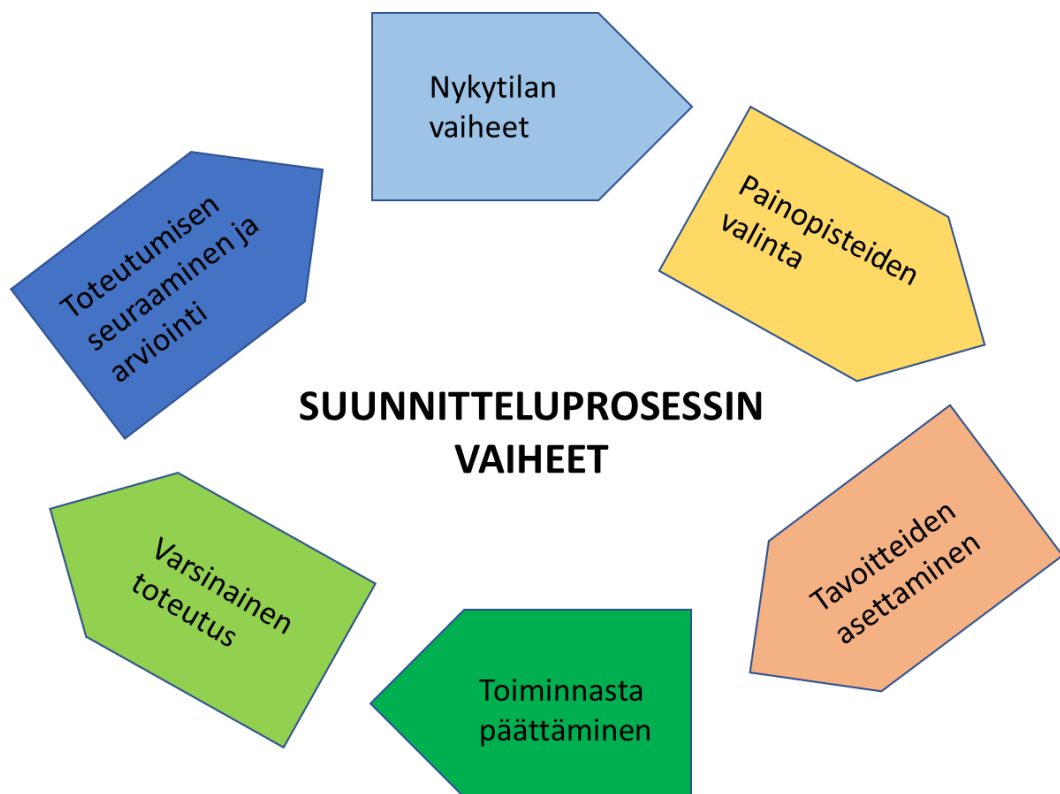 Nykytilan
vaiheet
Painopisteiden
valinta
Tavoitteiden
asettaminen
Toiminnasta
päättäminen
Varsinainen
toteutus
Toteutumisen
seuraaminen ja
arviointi
SUUNNITTELUPROSESSIN
VAIHEET